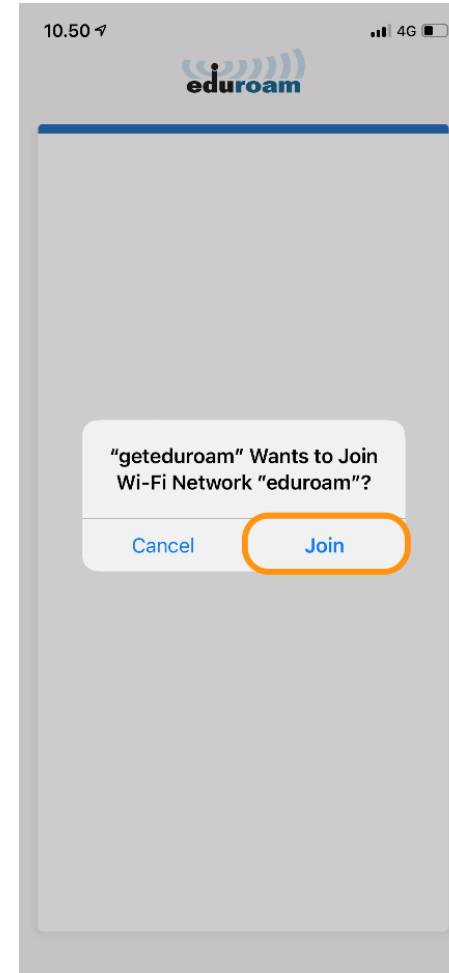 10.50
4G
eduroam
"geteduroam" Wants to Join
Wi-Fi Network "eduroam"?
Cancel
Join